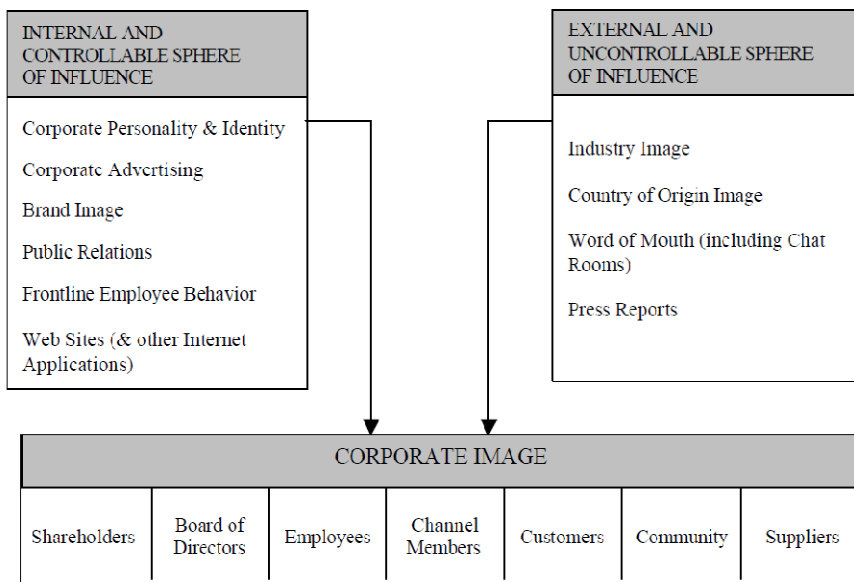 INTERNAL AND
CONTROLLABLE SPHERE
OF INFLUENCE
Corporate Personality & Identity
Corporate Advertising
Brand Image
Public Relations
Frontline Employee Behavior
Web Sites (& other Internet
Applications)
EXTERNAL AND
UNCONTROLLABLE SPHERE
OF INFLUENCE
Industry Image
Country of Origin Image
Word of Mouth (including Chat
Rooms)
Press Reports
CORPORATE IMAGE
Shareholders
Board of
Directors
Employees
Channel
Members
Customers
Community
Suppliers